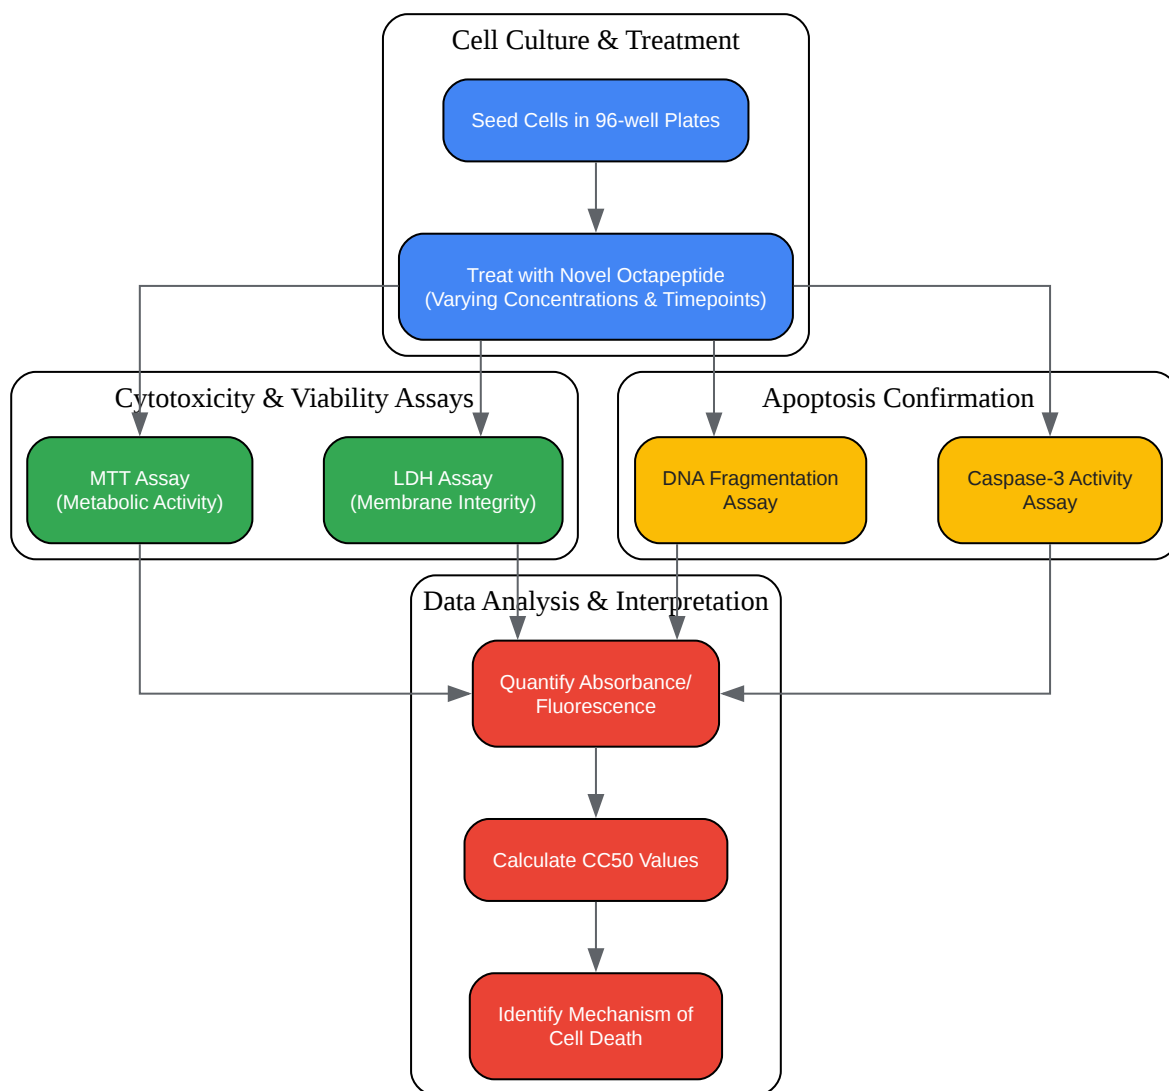 Cell Culture & Treatment
Seed Cells in 96-well Plates
Treat with Novel Octapeptide
(Varying Concentrations & Timepoints)
Cytotoxicity & Viability Assays
MTT Assay
(Metabolic Activity)
LDH Assay
(Membrane Integrity)
Apoptosis Confirmation
DNA Fragmentation
Assay
Caspase-3 Activity
Assay
Data Analysis & Interpretation
Quantify Absorbance/
Fluorescence
Calculate CC50 Values
Identify Mechanism of
Cell Death